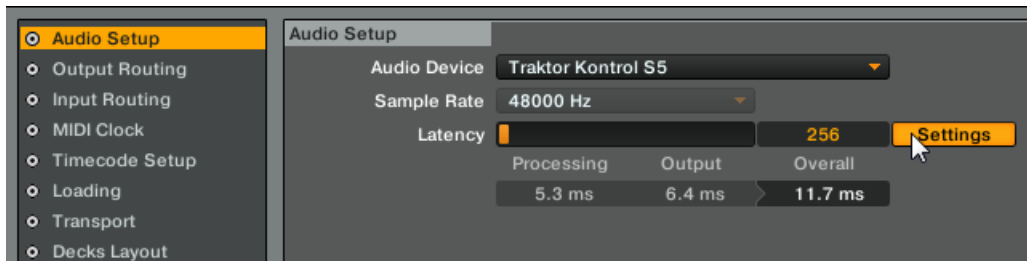 Audio Setup
Output Routing
Input Routing
MIDI Clock
Timecode Setup
Loading
Transport
Decks Layout
Audio Setup
Audio Device Traktor Kontrol S5
Sample Rate 48000 Hz
Latency 256 Settings
Processing Output Overall
5.3 ms 6.4 ms 11.7 ms